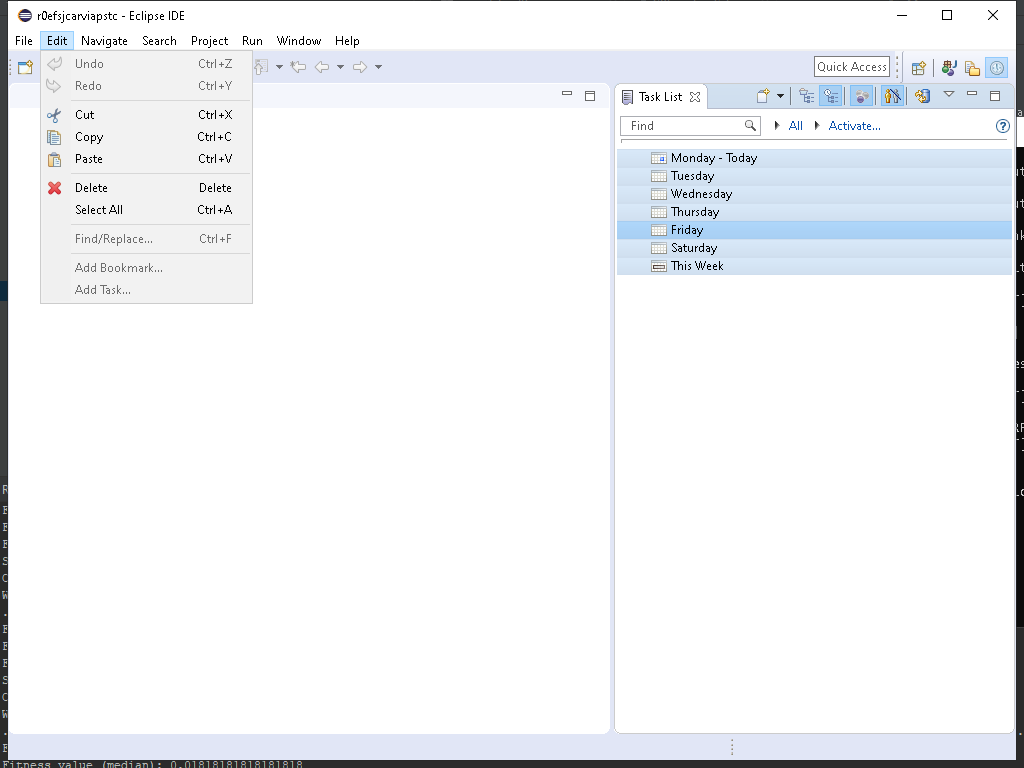 r0efsjcarviapstc - Eclipse IDE
File Edit Navigate Search Project Run Window Help
Quick Access
Undo Ctrl+Z
Redo Ctrl+Y
Cut Ctrl+X
Copy Ctrl+C
Paste Ctrl+V
Delete Delete
Select All Ctrl+A
Find/Replace... Ctrl+F
Add Bookmark...
Add Task...
Task List
Find
All
Activate...
Monday - Today
Tuesday
Wednesday
Thursday
Friday
Saturday
This Week
Fitness value (median): 0.01818181818181818